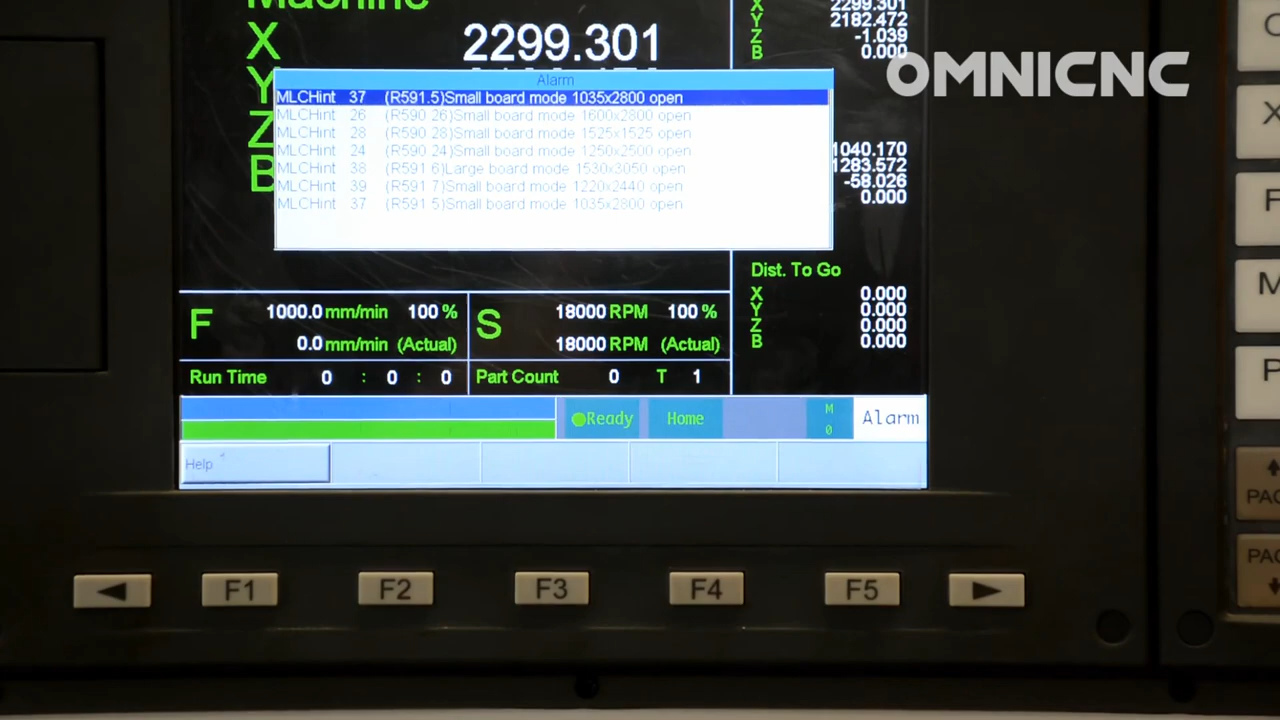 Machine
X 2299.301
Y
Z
B
X 2299.301
Y 2182.472
Z -1.039
B 0.000
OMNICNC
Alarm
MLCHint 37 (R591.5)Small board mode 1035x2800 open
MLCHint 26 (R590 26)Small board mode 1600x2800 open
MLCHint 28 (R590 28)Small board mode 1525x1525 open
MLCHint 24 (R590 24)Small board mode 1250x2500 open
MLCHint 38 (R591 6)Large board mode 1530x3050 open
MLCHint 39 (R591 7)Small board mode 1220x2440 open
MLCHint 37 (R591 5)Small board mode 1035x2800 open
1040.170
1283.572
-58.026
0.000
Dist. To Go
X 0.000
Y 0.000
Z 0.000
B 0.000
F 1000.0 mm/min 100 %
0.0 mm/min (Actual)
S 18000 RPM 100 %
18000 RPM (Actual)
Run Time 0 : 0 : 0
Part Count 0 T 1
Ready Home M 0 Alarm
Help
F1 F2 F3 F4 F5
X
F
M
P
PAG
PAG